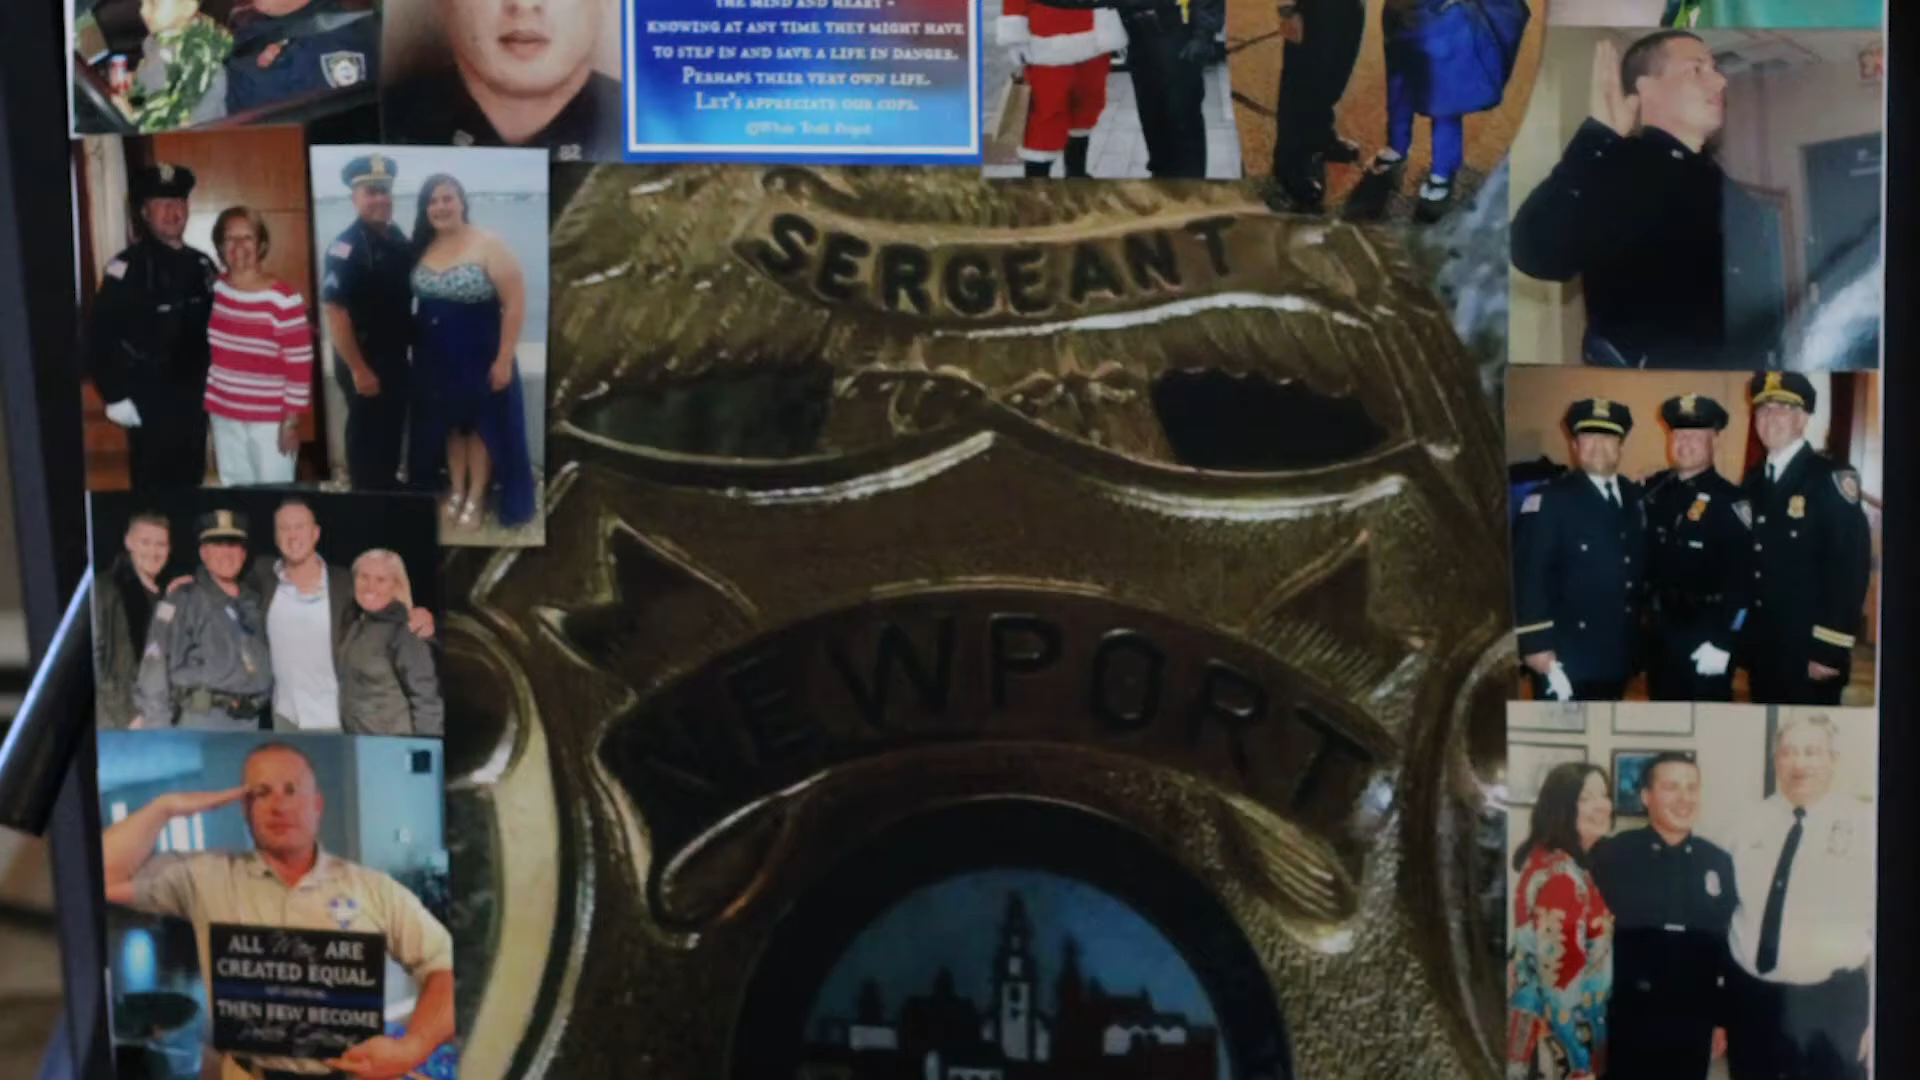 THE MIND AND HEART -
KNOWING AT ANY TIME THEY MIGHT HAVE
TO STEP IN AND SAVE A LIFE IN DANGER.
PERHAPS THEIR VERY OWN LIFE.
LET'S APPRECIATE OUR COPS.
82
SERGEANT
NEWPORT
ALL Men ARE
CREATED EQUAL
THEN FEW BECOME